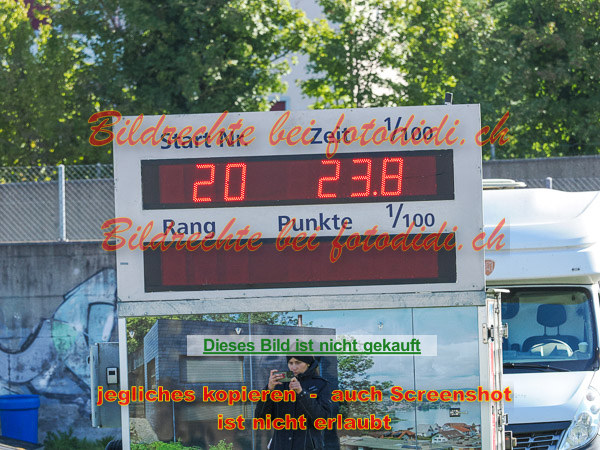 Bildrechte bei fotodidi.ch
Start Nr. Zeit 1/100
20 23.8
Rang Punkte 1/100
Bildrechte bei fotodidi.ch
Dieses Bild ist nicht gekauft
jegliches kopieren - auch Screenshot
ist nicht erlaubt